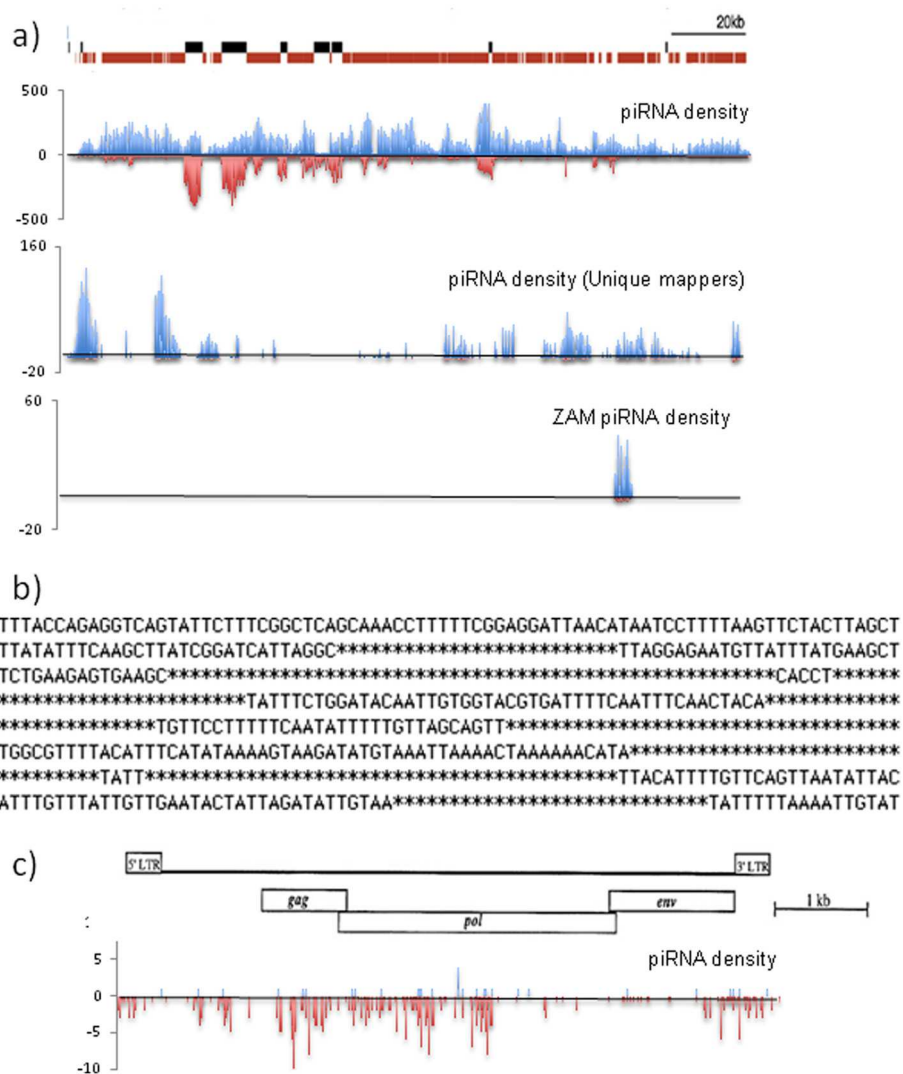 a)
20kb
500
piRNA density
0
-500
160
piRNA density (Unique mappers)
-20
60
ZAM piRNA density
-20
b)
TTTACCAGAGGTCAGTATTCTTTCGGCTCAGCAAACCTTTTTCGGAGGATTAACATAATCCTTTTAAGTTCTACTTAGCT
TTATATTTCAAGCTTATCGGATCATTAGGC*************************TTAGGAGAATGTTATTTATGAAGCT
TCTGAAGAGTGAAGC******************************************************CACCT******
**********************TATTTCTGGATACAATTGTGGTACGTGATTTTCAATTTCAACTACA************
**************TGTTCCTTTTTCAATATTTTTGTTAGCAGTT***********************************
TGGCGTTTTACATTTCATATAAAAGTAAGATATGTAAATTAAAACTAAAAAACATA************************
*********TATT******************************************TTACATTTTGTTCAGTTAATATTAC
ATTTGTTTATTGTTGAATACTATTAGATATTGTAA****************************TATTTTTAAAATTGTAT
c)
5' LTR
3' LTR
gag
env
1 kb
pol
piRNA density
5
0
-5
-10